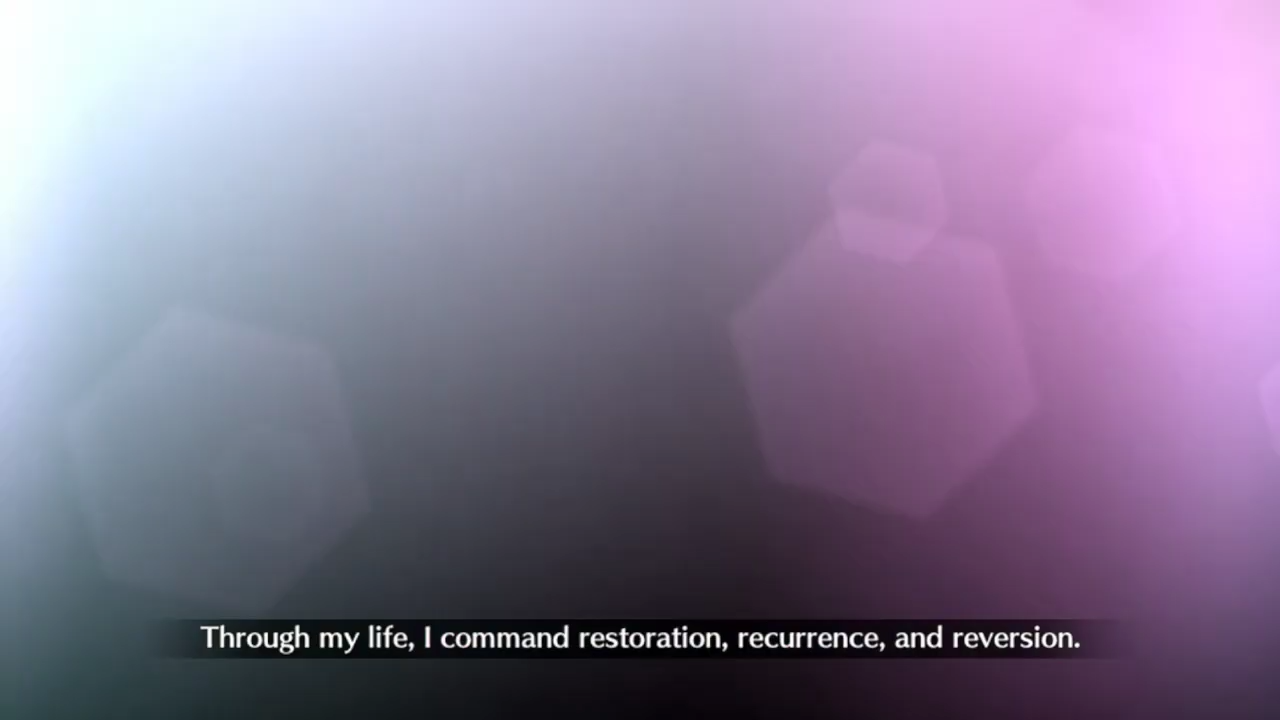 Through my life, I command restoration, recurrence, and reversion.